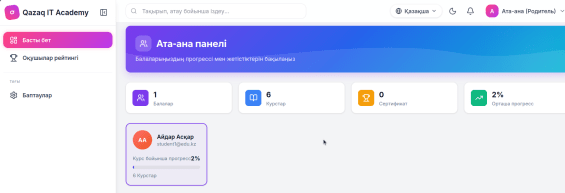 Qazaq IT Academy
Тақырып, атау бойынша іздеу...
Қазақша
А
Ата-ана (Родитель)
Басты бет
Оқушылар рейтингі
Баптаулар
Ата-ана панелі
Балаларыңыздың прогрессі мен жетістіктерін бақылаңыз
1
Балалар
6
Курстар
0
Сертификат
2%
Орташа прогресс
АА
Айдар Асқар
student1@edu.kz
Курс бойынша прогресс 2%
6 Курстар